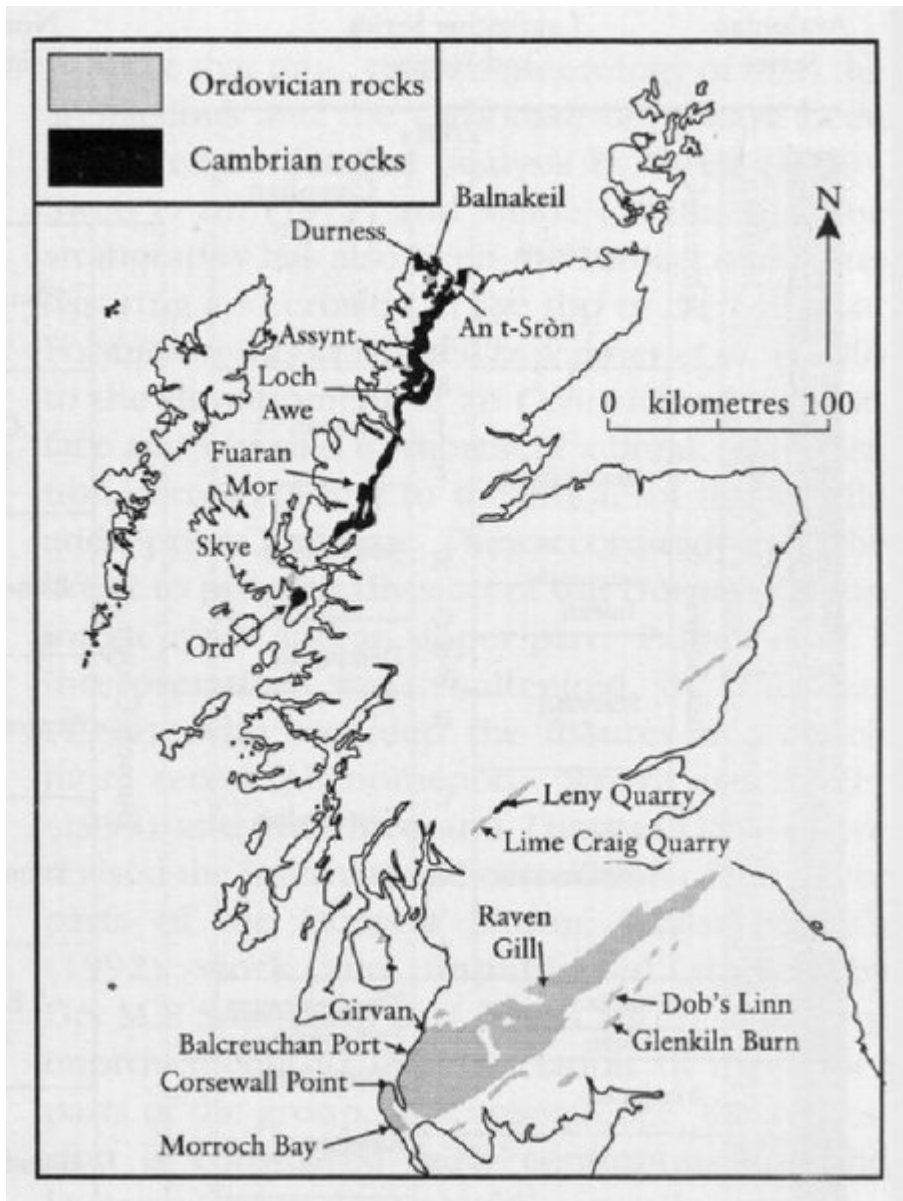 Ordovician rocks
Cambrian rocks
Balnakeil
Durness
N
An t-Sròn
Assynt
Loch
Awe
0 kilometres 100
Fuaran
Mor
Skye
Ord
Leny Quarry
Lime Craig Quarry
Raven
Gill
Dob's Linn
Girvan
Glenkiln Burn
Balcreuchan Port
Corsewall Point
Morroch Bay